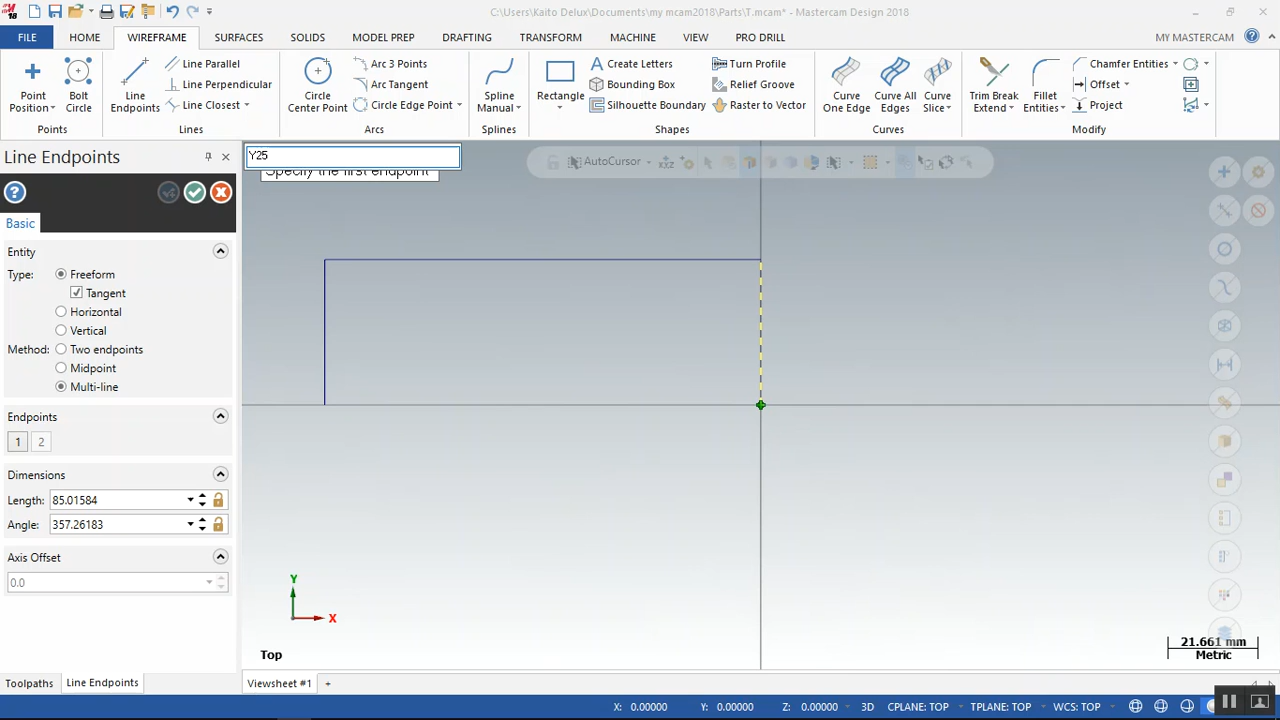 18
C:\Users\Kaito Delux\Documents\my mcam2018\Parts\T.mcam* - Mastercam Design 2018
FILE HOME WIREFRAME SURFACES SOLIDS MODEL PREP DRAFTING TRANSFORM MACHINE VIEW PRO DRILL MY MASTERCAM
Point Position
Bolt Circle
Points
Line Endpoints
Line Parallel
Line Perpendicular
Line Closest
Lines
Circle Center Point
Arc 3 Points
Arc Tangent
Circle Edge Point
Arcs
Spline Manual
Splines
Rectangle
Create Letters
Bounding Box
Silhouette Boundary
Turn Profile
Relief Groove
Raster to Vector
Shapes
Curve One Edge
Curve All Edges
Curve Slice
Curves
Trim Break Extend
Fillet Entities
Chamfer Entities
Offset
Project
Modify
Line Endpoints
Basic
Entity
Type: Freeform
Tangent
Horizontal
Vertical
Method: Two endpoints
Midpoint
Multi-line
Endpoints
1 2
Dimensions
Length: 85.01584
Angle: 357.26183
Axis Offset
0.0
Toolpaths Line Endpoints
Y25
Specify the first endpoint
AutoCursor
XYZ
Y
X
Top
21.661 mm
Metric
Viewsheet #1 +
X: 0.00000 Y: 0.00000 Z: 0.00000 3D CPLANE: TOP TPLANE: TOP WCS: TOP